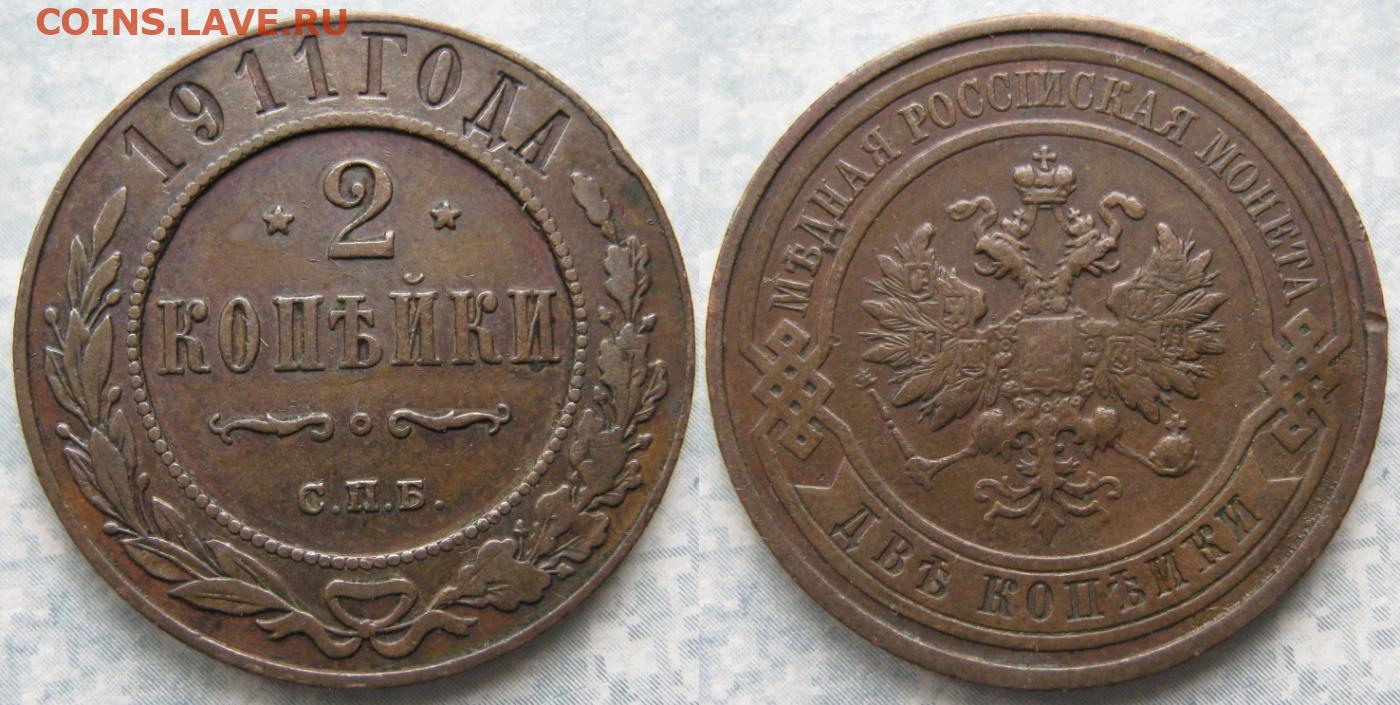 COINS.LAVE.RU
1911 ГОДА
2
КОПѢЙКИ
С.П.Б.
МѢДНАЯ РОССІЙСКАЯ МОНЕТА
ДВѢ КОПѢЙКИ